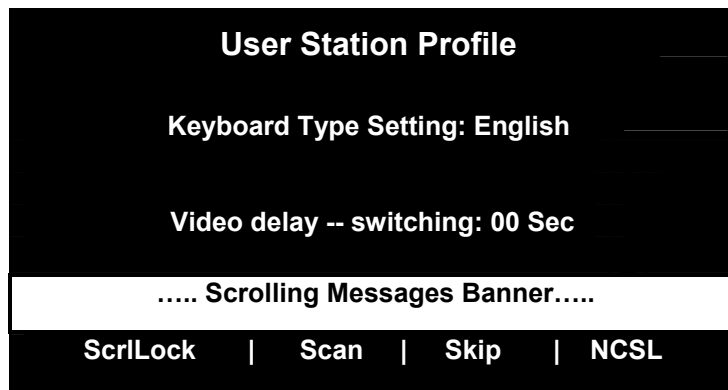 User Station Profile
Keyboard Type Setting: English
Video delay -- switching: 00 Sec
….. Scrolling Messages Banner…..
ScrlLock | Scan | Skip | NCSL